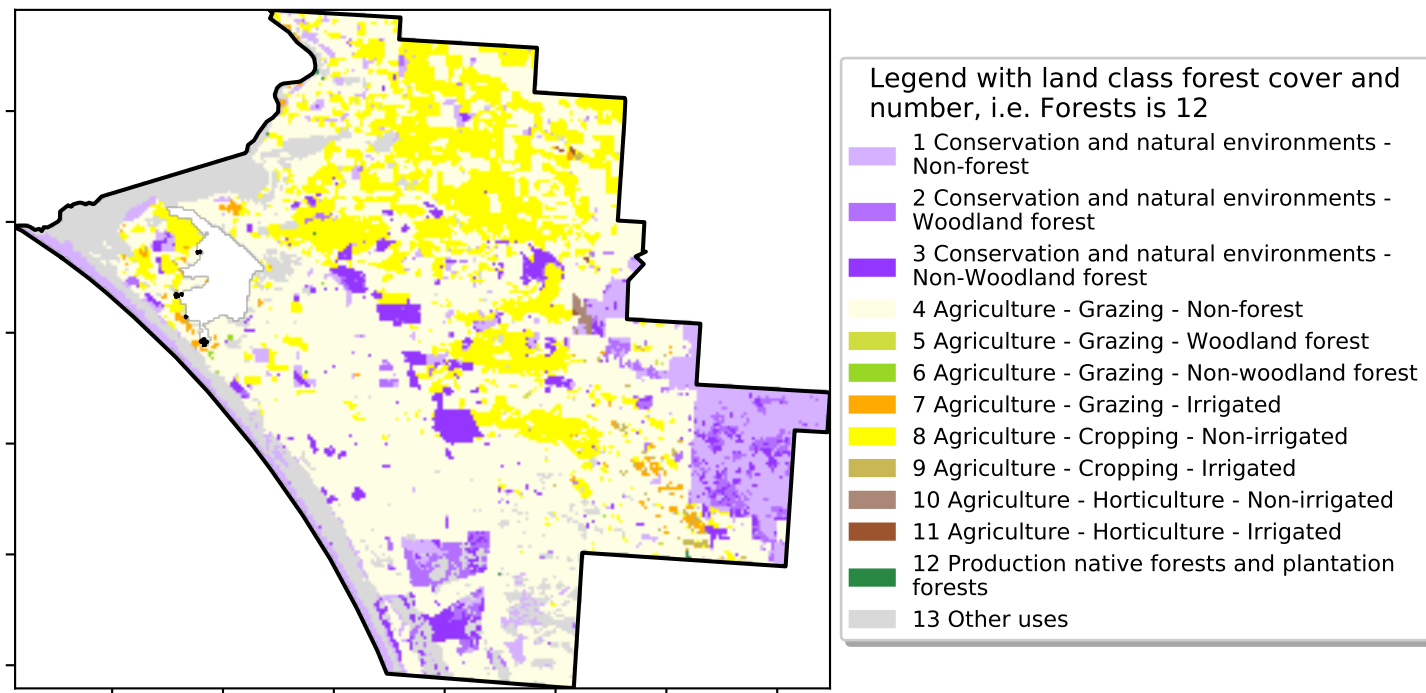 Legend with land class forest cover and
number, i.e. Forests is 12
1 Conservation and natural environments -
Non-forest
2 Conservation and natural environments -
Woodland forest
3 Conservation and natural environments -
Non-Woodland forest
4 Agriculture - Grazing - Non-forest
5 Agriculture - Grazing - Woodland forest
6 Agriculture - Grazing - Non-woodland forest
7 Agriculture - Grazing - Irrigated
8 Agriculture - Cropping - Non-irrigated
9 Agriculture - Cropping - Irrigated
10 Agriculture - Horticulture - Non-irrigated
11 Agriculture - Horticulture - Irrigated
12 Production native forests and plantation
forests
13 Other uses